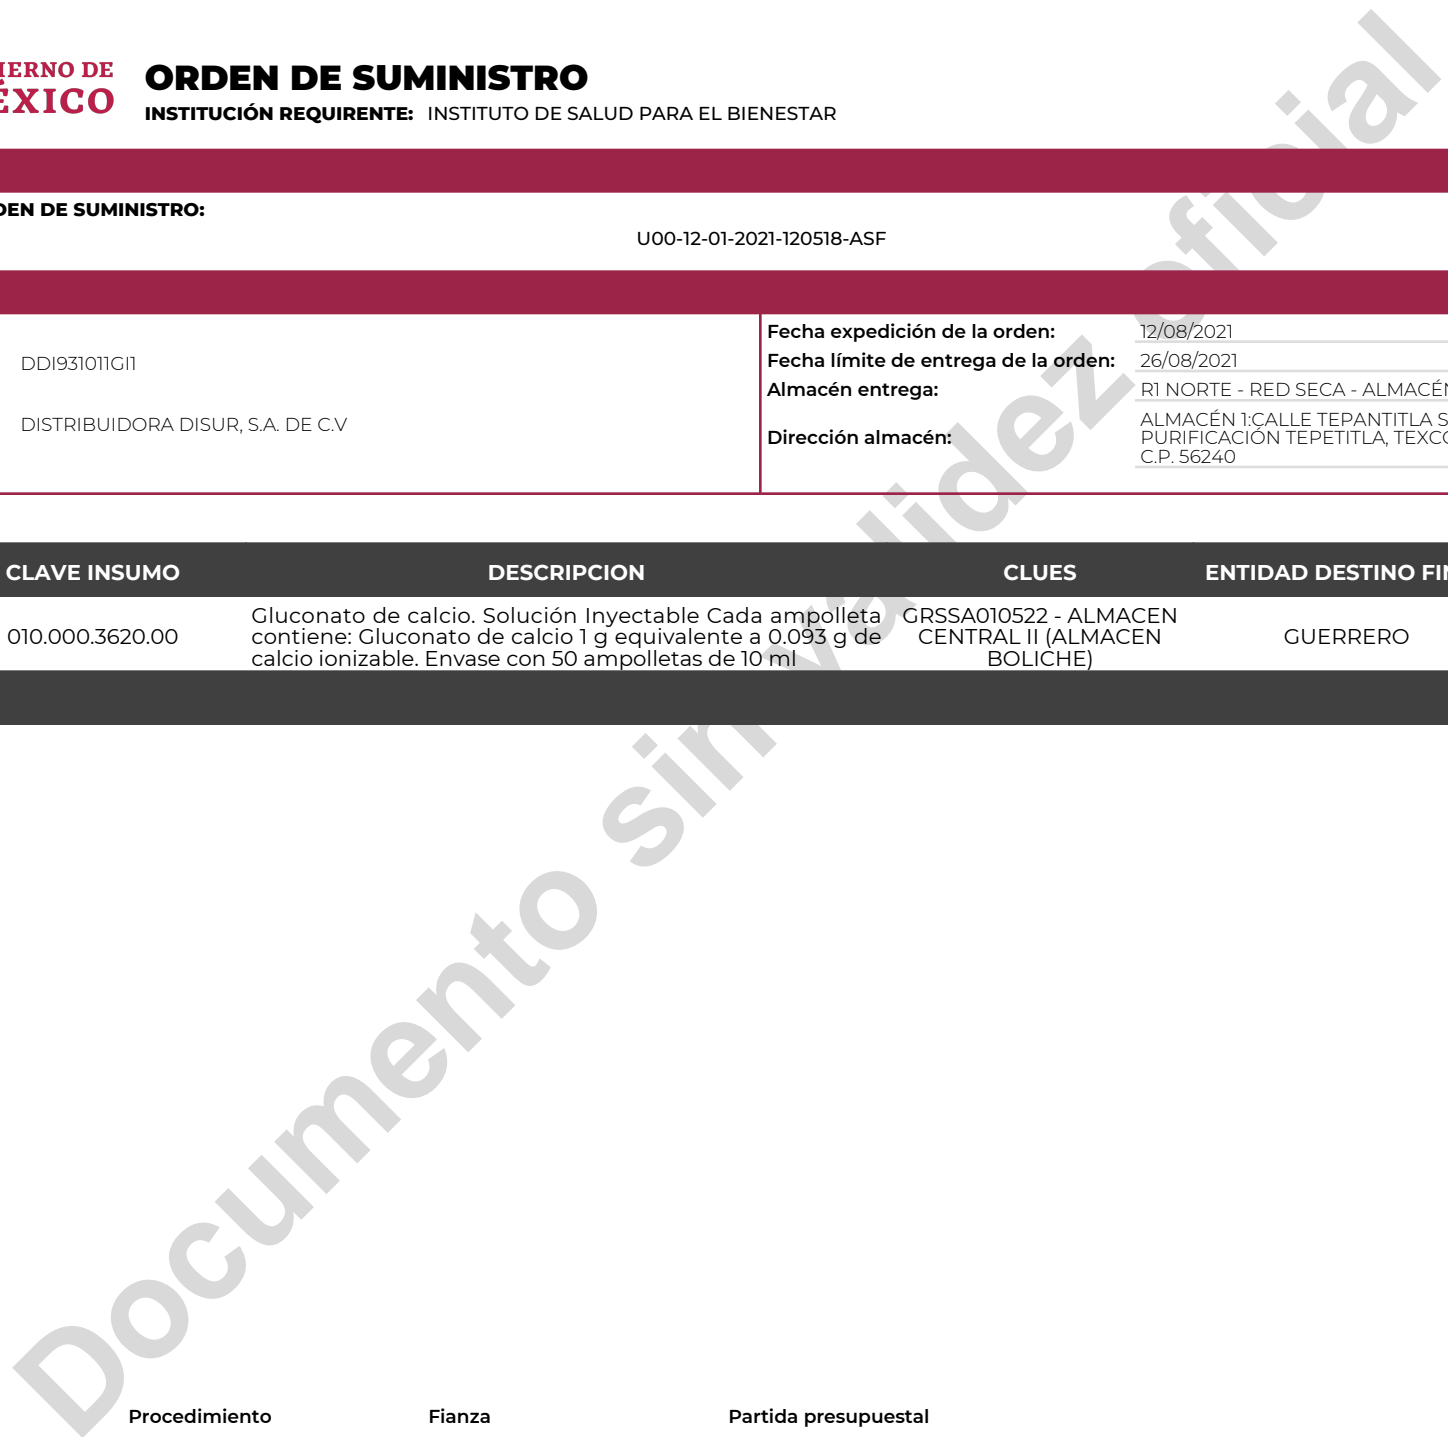 IERNO DE
ÉXICO
ORDEN DE SUMINISTRO
INSTITUCIÓN REQUIRENTE: INSTITUTO DE SALUD PARA EL BIENESTAR
DEN DE SUMINISTRO:
U00-12-01-2021-120518-ASF
DDI931011GI1
DISTRIBUIDORA DISUR, S.A. DE C.V
Fecha expedición de la orden: 12/08/2021
Fecha límite de entrega de la orden: 26/08/2021
Almacén entrega: R1 NORTE - RED SECA - ALMACÉN
Dirección almacén: ALMACÉN 1:CALLE TEPANTITLA S
PURIFICACIÓN TEPETITLA, TEXCO
C.P. 56240
CLAVE INSUMO DESCRIPCION CLUES ENTIDAD DESTINO FIN
010.000.3620.00
Gluconato de calcio. Solución Inyectable Cada ampolleta
contiene: Gluconato de calcio 1 g equivalente a 0.093 g de
calcio ionizable. Envase con 50 ampolletas de 10 ml
GRSSA010522 - ALMACEN
CENTRAL II (ALMACEN
BOLICHE)
GUERRERO
Documento sin validez oficial
Procedimiento Fianza Partida presupuestal